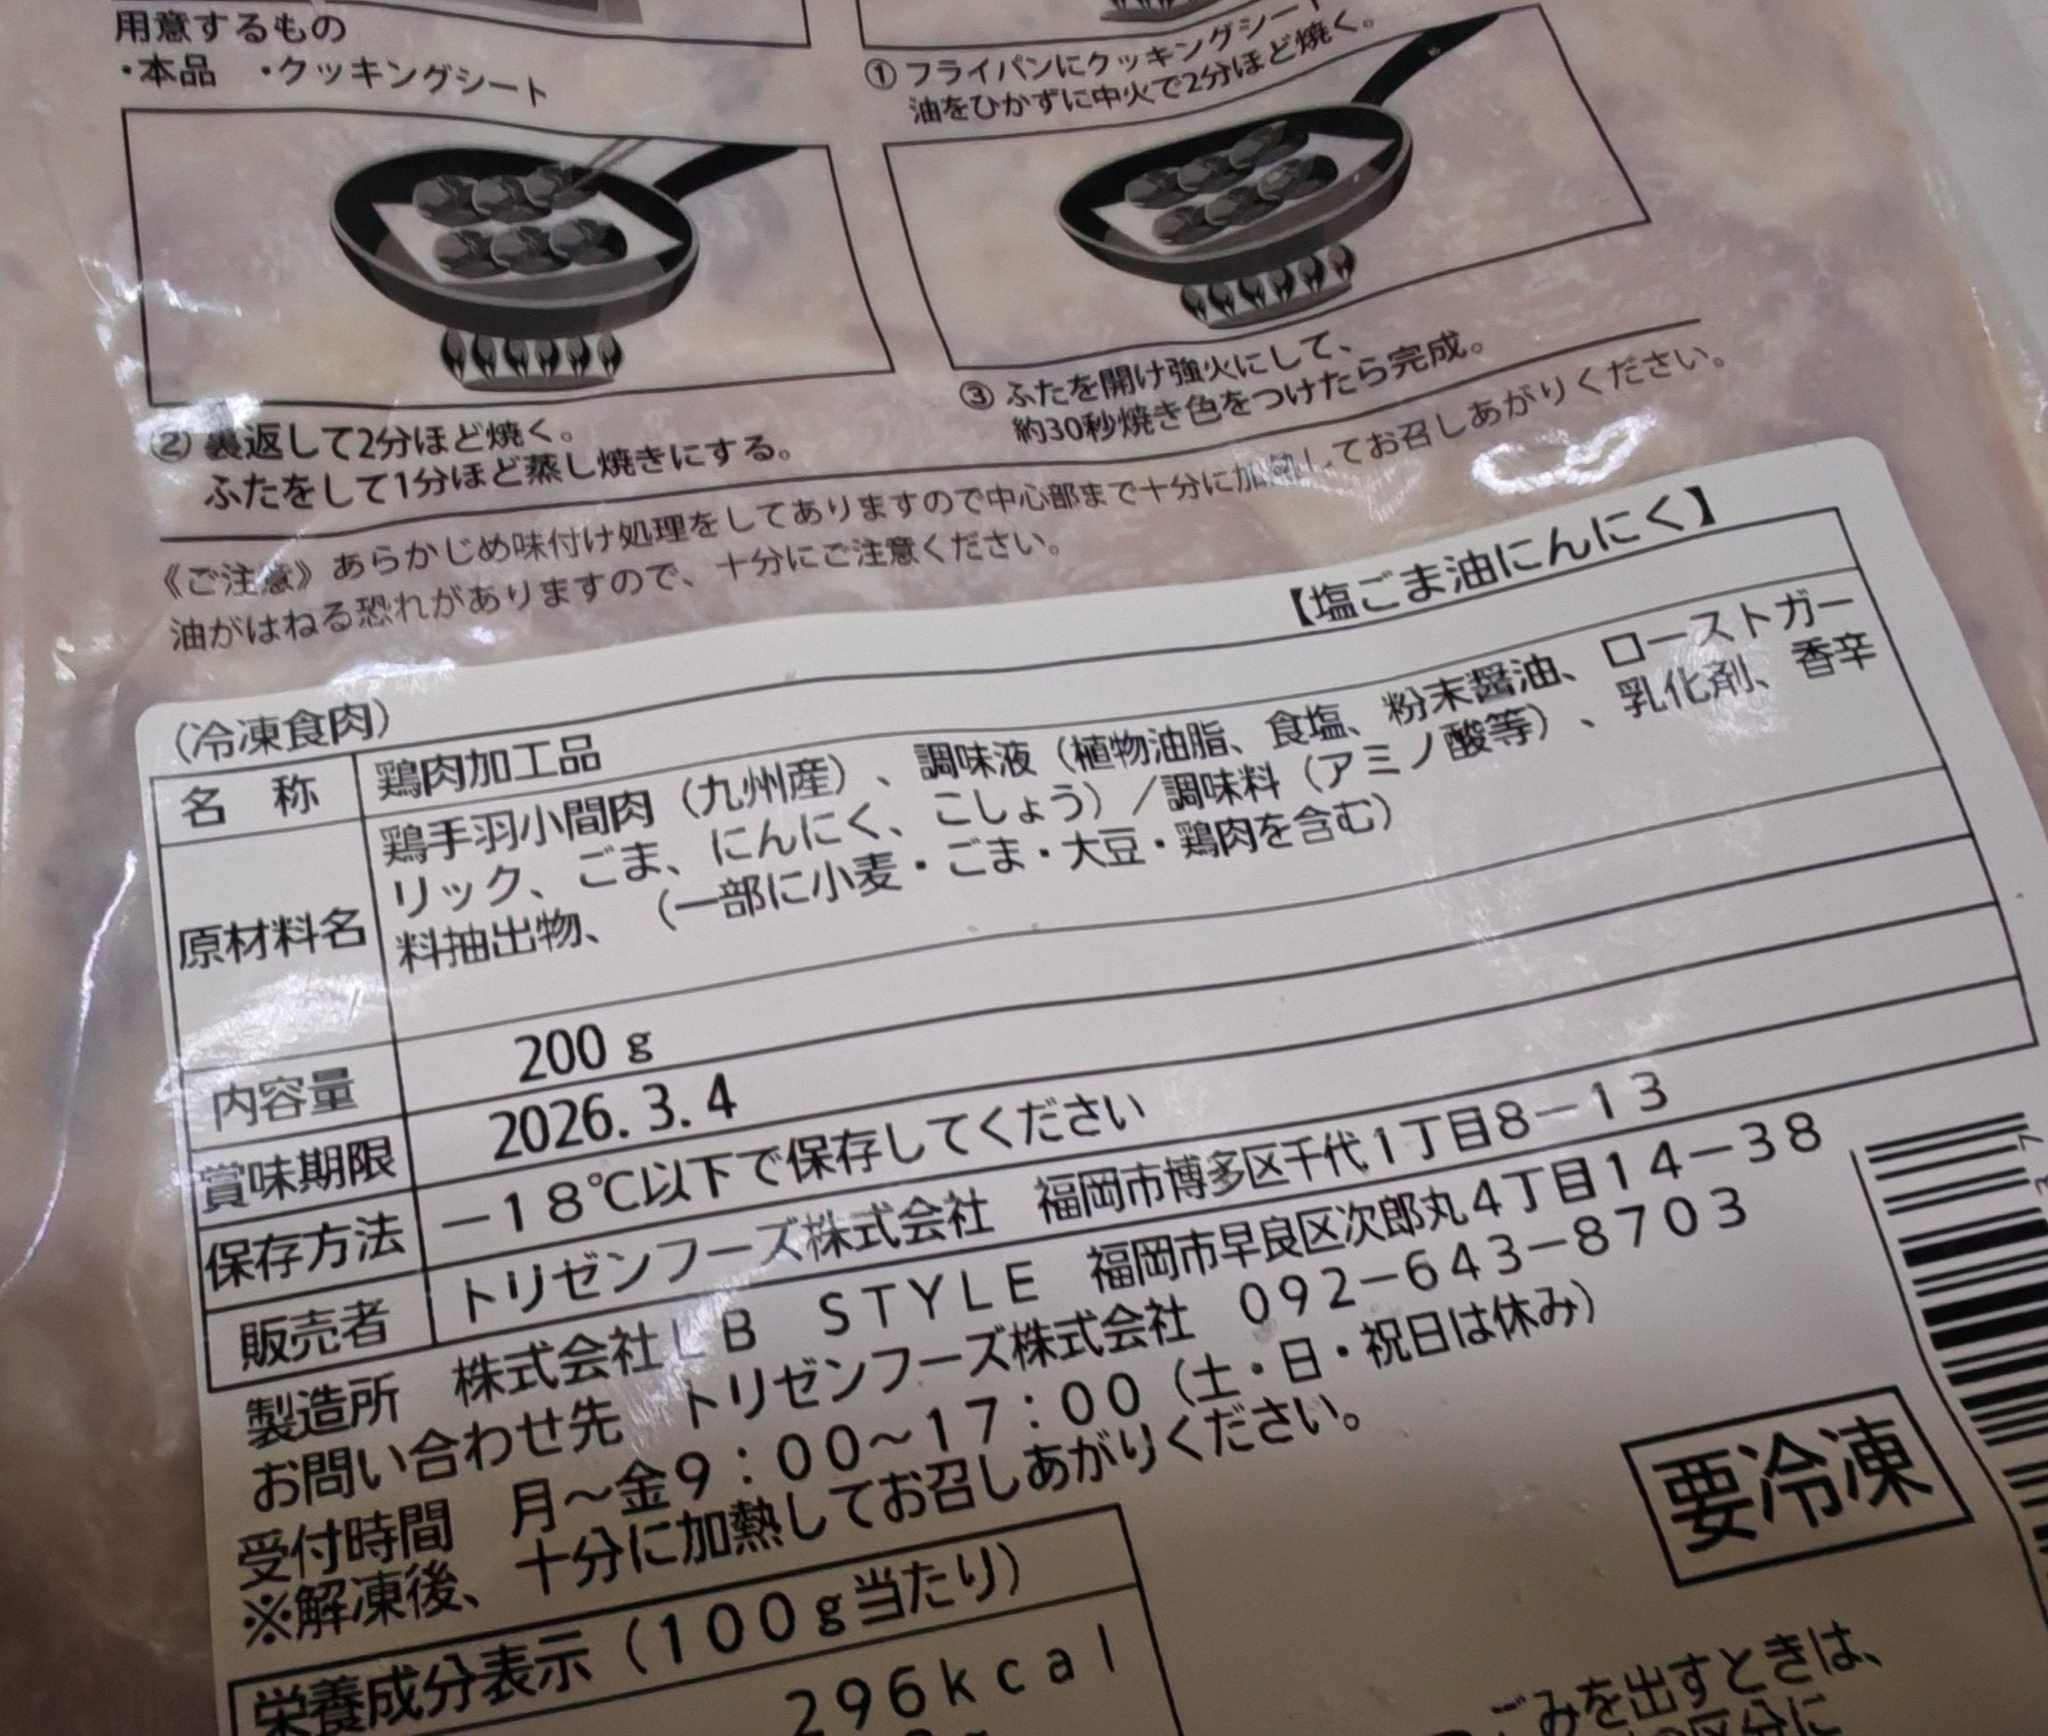 用意するもの
・本品　・クッキングシート
① フライパンにクッキングシート
油をひかずに中火で2分ほど焼く。
② 裏返して2分ほど焼く。
ふたをして1分ほど蒸し焼きにする。
③ ふたを開け強火にして、
約30秒焼き色をつけたら完成。
《ご注意》あらかじめ味付け処理をしてありますので中心部まで十分に加熱してお召しあがりください。
油がはねる恐れがありますので、十分にご注意ください。
【塩ごま油にんにく】
（冷凍食肉）
名　称　鶏肉加工品
原材料名　鶏手羽小間肉（九州産）、調味液（植物油脂、食塩、粉末醤油、ローストガー
リック、ごま、にんにく、こしょう）／調味料（アミノ酸等）、乳化剤、香辛
料抽出物、（一部に小麦・ごま・大豆・鶏肉を含む）
内容量　200 g
賞味期限　2026. 3. 4
保存方法　－18℃以下で保存してください
販売者　トリゼンフーズ株式会社　福岡市博多区千代1丁目8－13
製造所　株式会社LB　STYLE　福岡市早良区次郎丸4丁目14－38
お問い合わせ先　トリゼンフーズ株式会社　092－643－8703
受付時間　月～金9：00～17：00（土・日・祝日は休み）
※解凍後、十分に加熱してお召しあがりください。
要冷凍
栄養成分表示（100g当たり）
296kcal
ごみを出すときは、